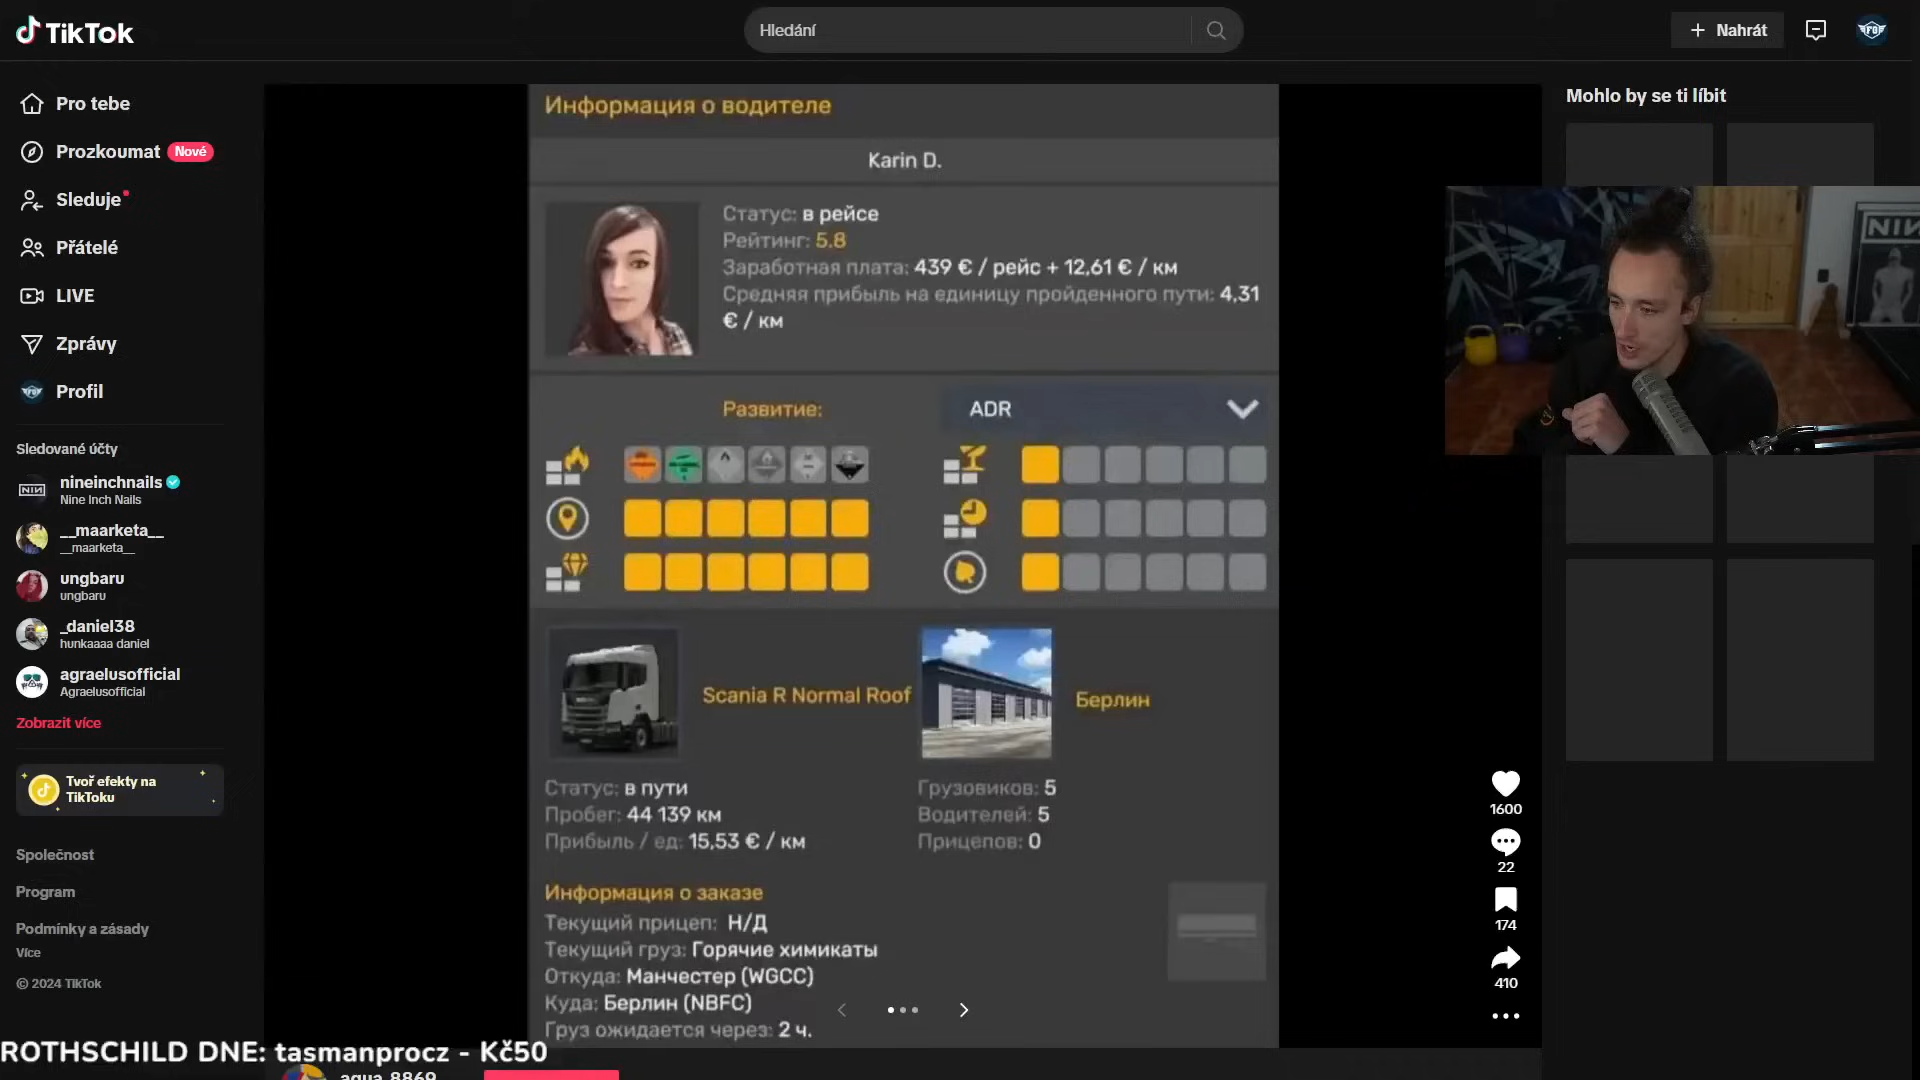 TikTok
Hledání
Nahrát
Pro tebe
Prozkoumat Nové
Sleduje
Přátelé
LIVE
Zprávy
Profil
Sledované účty
NIN
nineinchnails
Nine Inch Nails
__maarketa__
__maarketa__
ungbaru
ungbaru
_daniel38
hunkaaaa daniel
agraelusofficial
Agraelusofficial
Zobrazit více
Tvoř efekty na
TikToku
Společnost
Program
Podmínky a zásady
Více
© 2024 TikTok
Информация о водителе
Karin D.
Статус: в рейсе
Рейтинг: 5.8
Заработная плата: 439 € / рейс + 12,61 € / км
Средняя прибыль на единицу пройденного пути: 4,31
€ / км
Развитие:
ADR
Scania R Normal Roof
Берлин
Статус: в пути
Пробег: 44 139 км
Прибыль / ед: 15,53 € / км
Грузовиков: 5
Водителей: 5
Прицепов: 0
Информация о заказе
Текущий прицеп: Н/Д
Текущий груз: Горячие химикаты
Откуда: Манчестер (WGCC)
Куда: Берлин (NBFC)
Груз ожидается через: 2 ч.
1600
22
174
410
Mohlo by se ti líbit
NIN
ROTHSCHILD DNE: tasmanprocz - Kč50
agua_8869